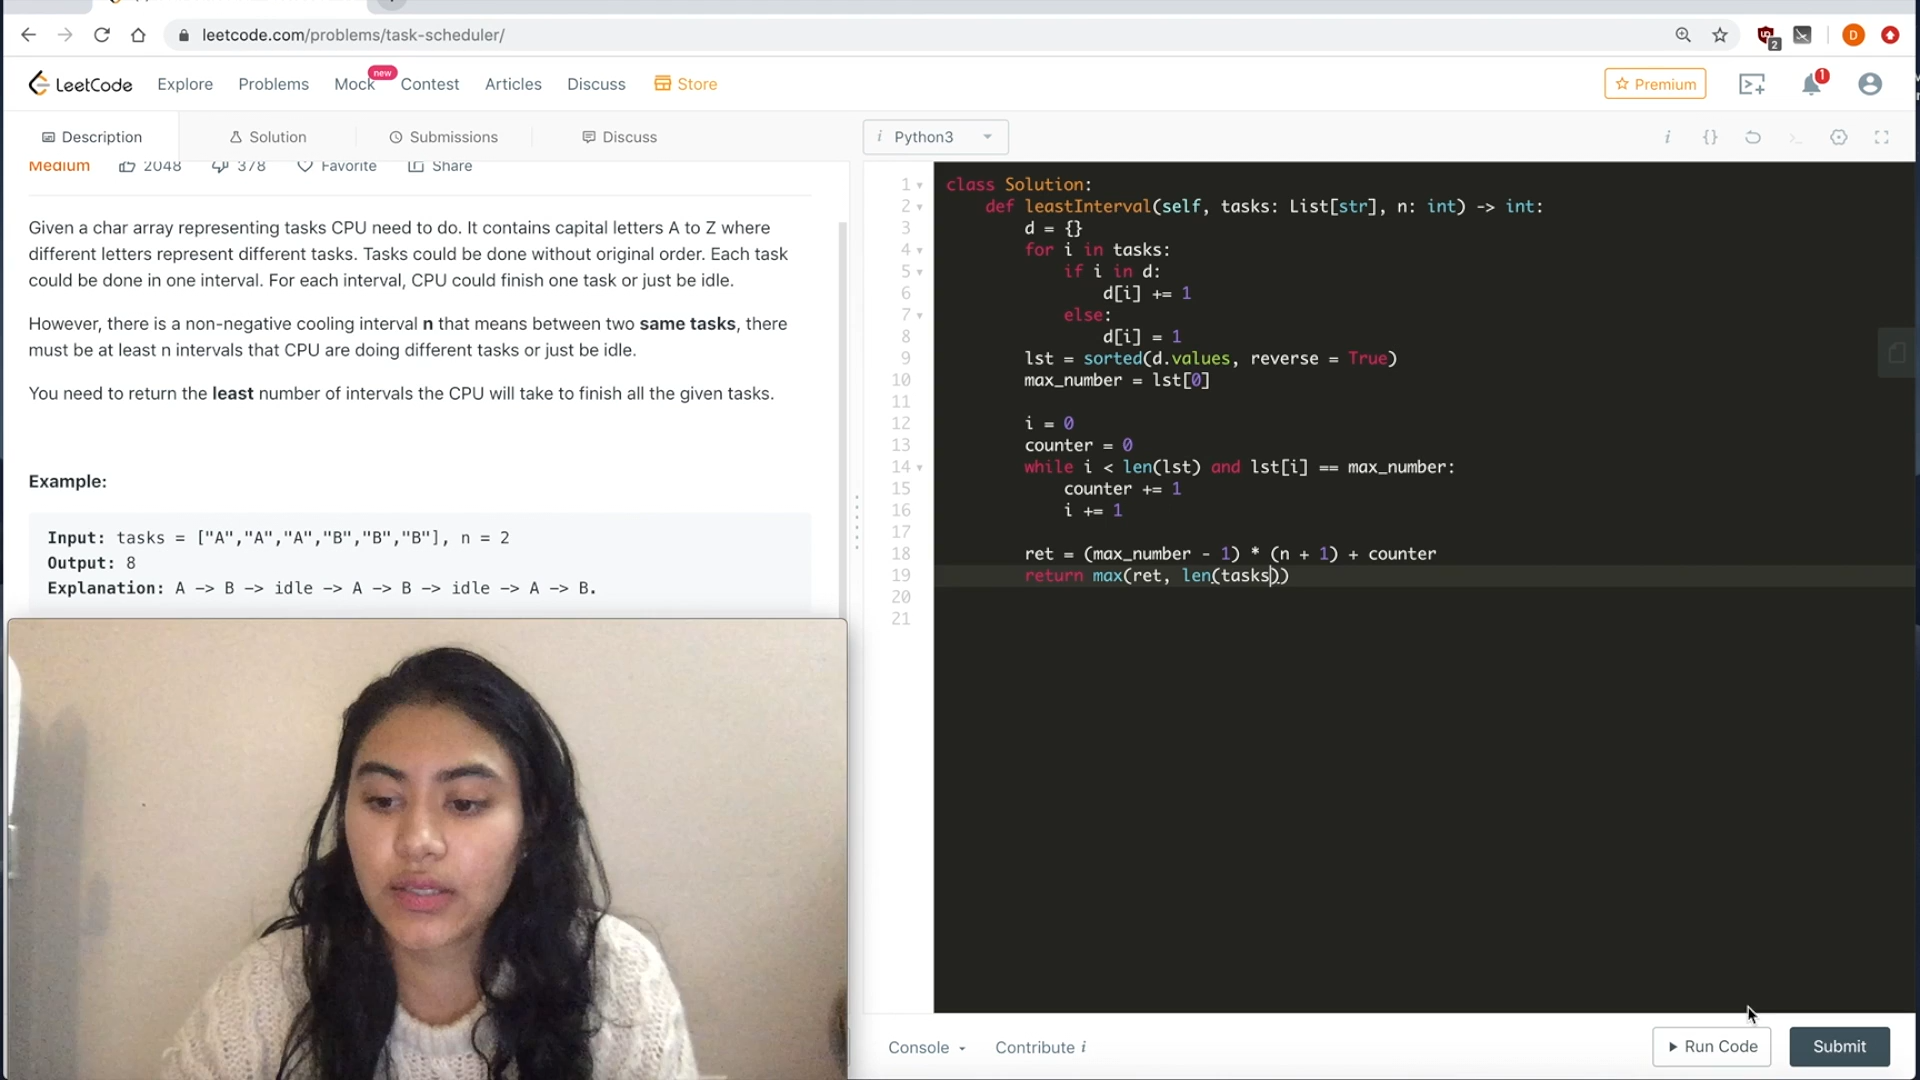 leetcode.com/problems/task-scheduler/
2
D
LeetCode
Explore
Problems
Mock
new
Contest
Articles
Discuss
Store
Premium
1
Description
Solution
Submissions
Discuss
i Python3
i {}
Medium 2048 378 Favorite Share
Given a char array representing tasks CPU need to do. It contains capital letters A to Z where
different letters represent different tasks. Tasks could be done without original order. Each task
could be done in one interval. For each interval, CPU could finish one task or just be idle.
However, there is a non-negative cooling interval n that means between two same tasks, there
must be at least n intervals that CPU are doing different tasks or just be idle.
You need to return the least number of intervals the CPU will take to finish all the given tasks.
Example:
Input: tasks = ["A","A","A","B","B","B"], n = 2
Output: 8
Explanation: A -> B -> idle -> A -> B -> idle -> A -> B.
1 class Solution:
2 def leastInterval(self, tasks: List[str], n: int) -> int:
3 d = {}
4 for i in tasks:
5 if i in d:
6 d[i] += 1
7 else:
8 d[i] = 1
9 lst = sorted(d.values, reverse = True)
10 max_number = lst[0]
11
12 i = 0
13 counter = 0
14 while i < len(lst) and lst[i] == max_number:
15 counter += 1
16 i += 1
17
18 ret = (max_number - 1) * (n + 1) + counter
19 return max(ret, len(tasks))
20
21
Console
Contribute i
Run Code
Submit